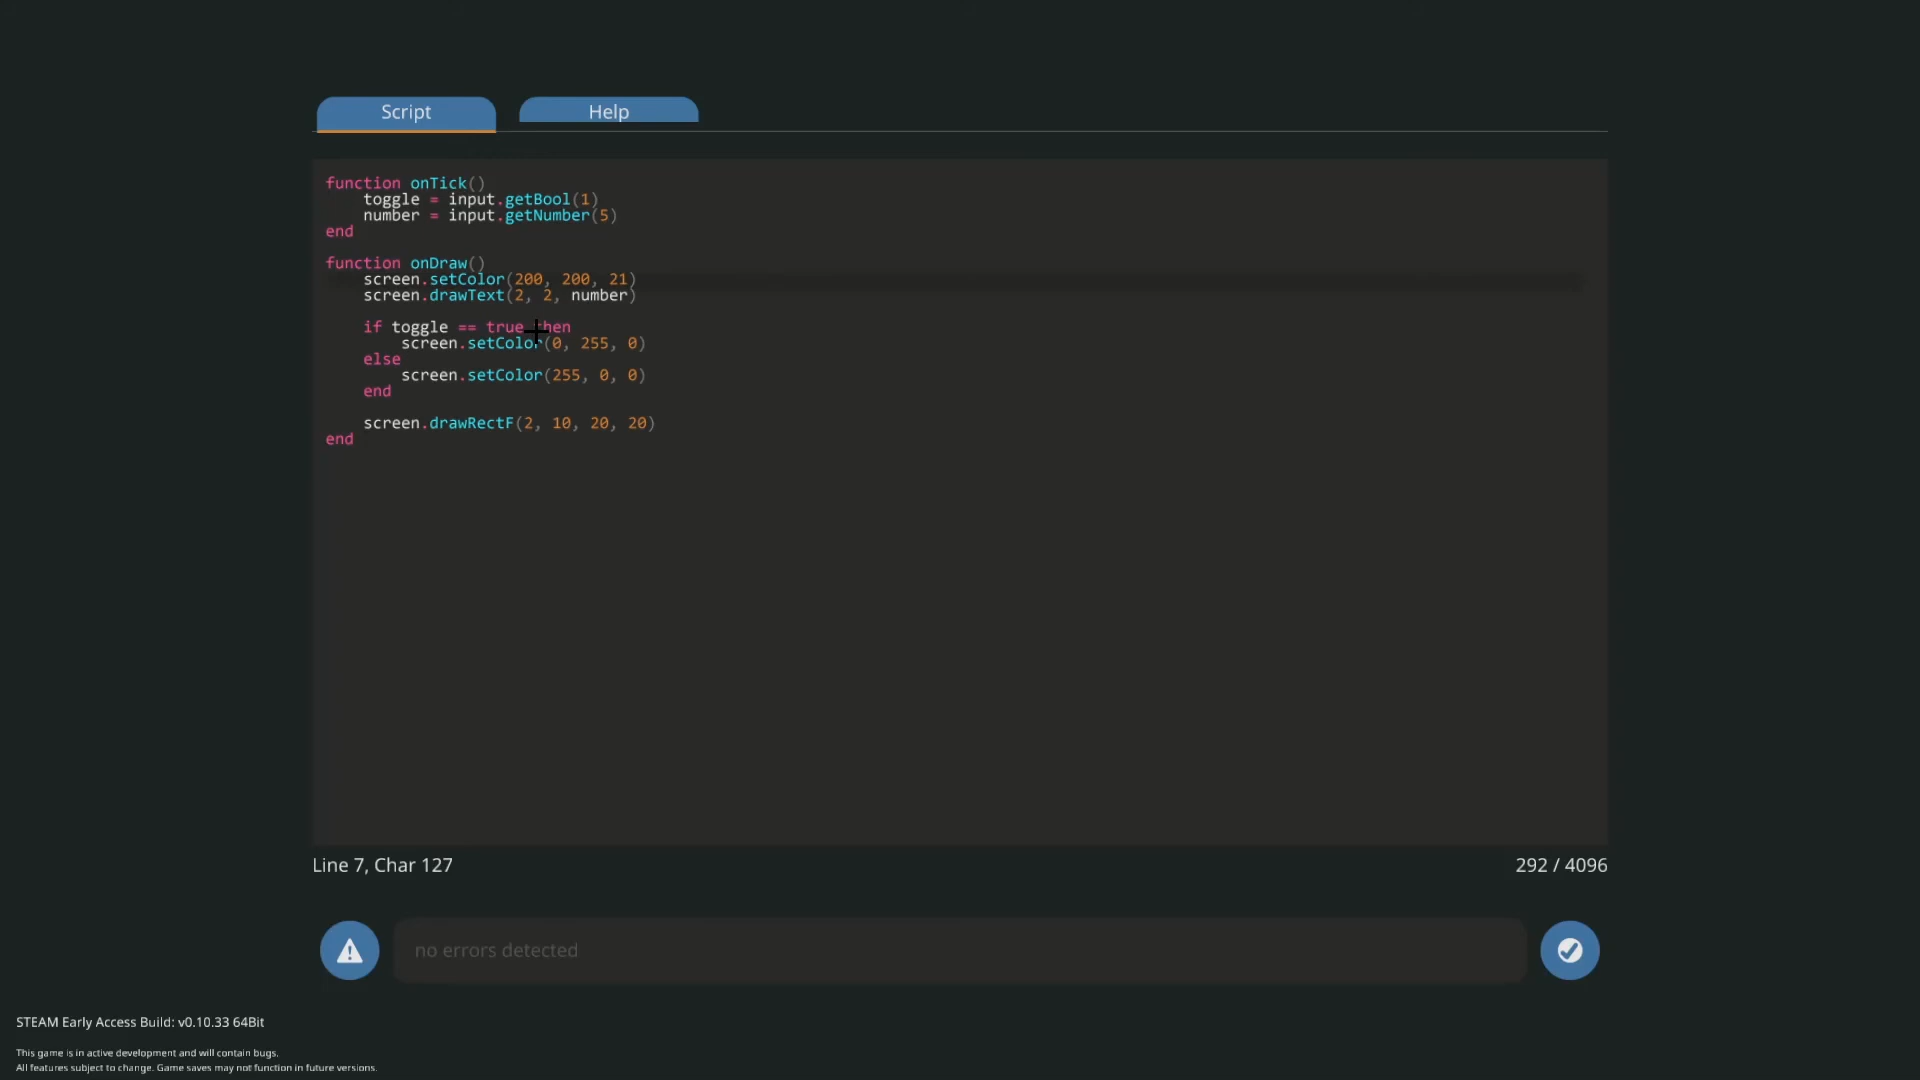 Script
Help
function onTick()
    toggle = input.getBool(1)
    number = input.getNumber(5)
end
function onDraw()
    screen.setColor(200, 200, 21)
    screen.drawText(2, 2, number)
    if toggle == true then
        screen.setColor(0, 255, 0)
    else
        screen.setColor(255, 0, 0)
    end
    screen.drawRectF(2, 10, 20, 20)
end
Line 7, Char 127
292 / 4096
no errors detected
STEAM Early Access Build: v0.10.33 64Bit
This game is in active development and will contain bugs.
All features subject to change. Game saves may not function in future versions.